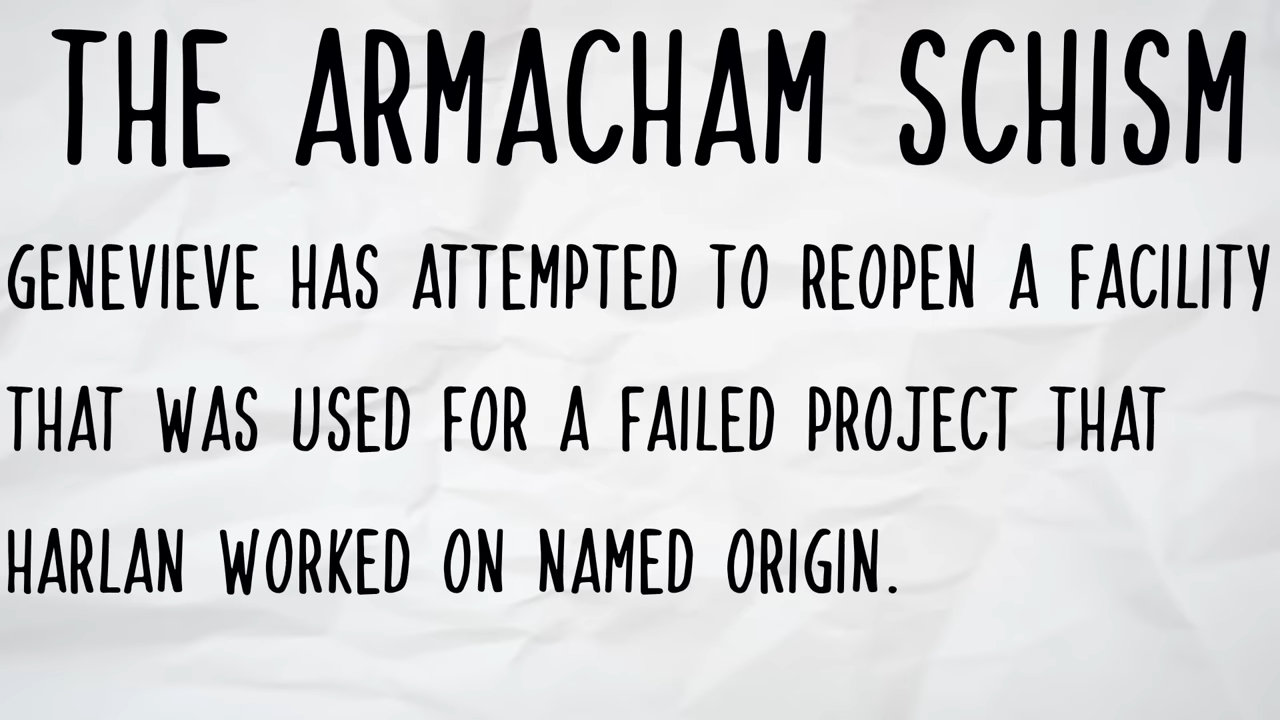 THE ARMACHAM SCHISM
GENEVIEVE HAS ATTEMPTED TO REOPEN A FACILITY
THAT WAS USED FOR A FAILED PROJECT THAT
HARLAN WORKED ON NAMED ORIGIN.